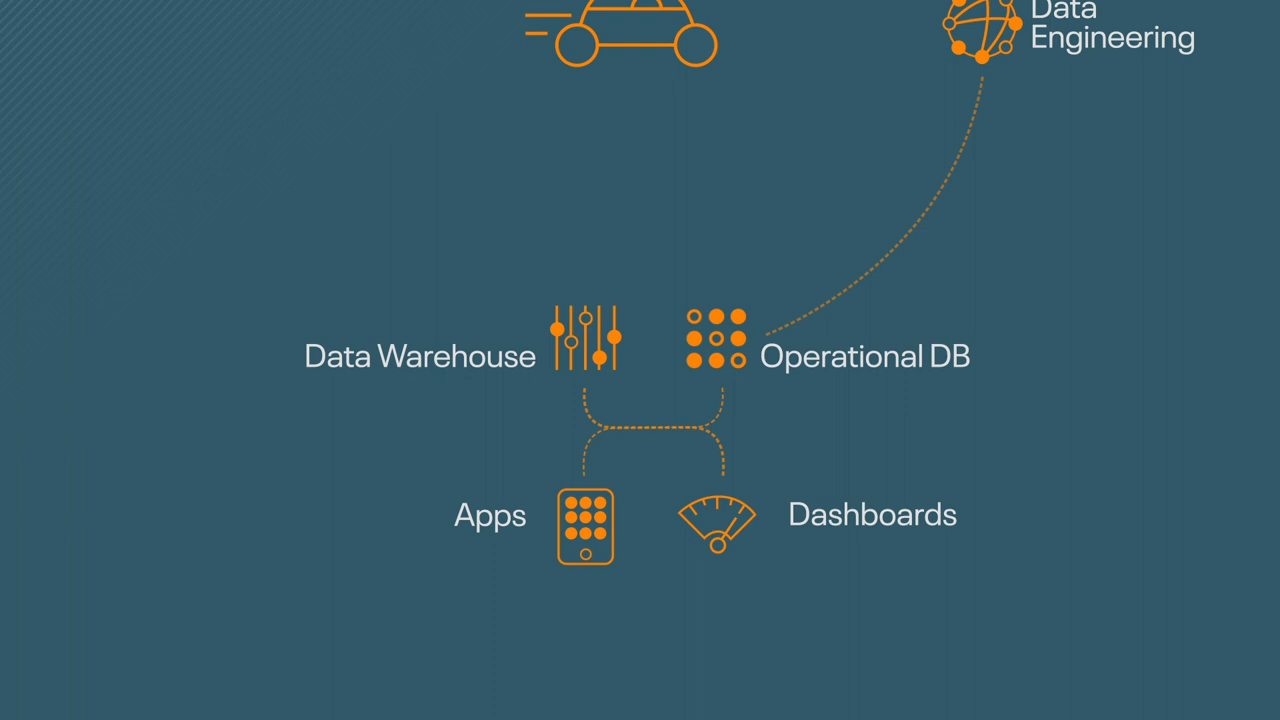 Data
Engineering
Data Warehouse
Operational DB
Apps
Dashboards